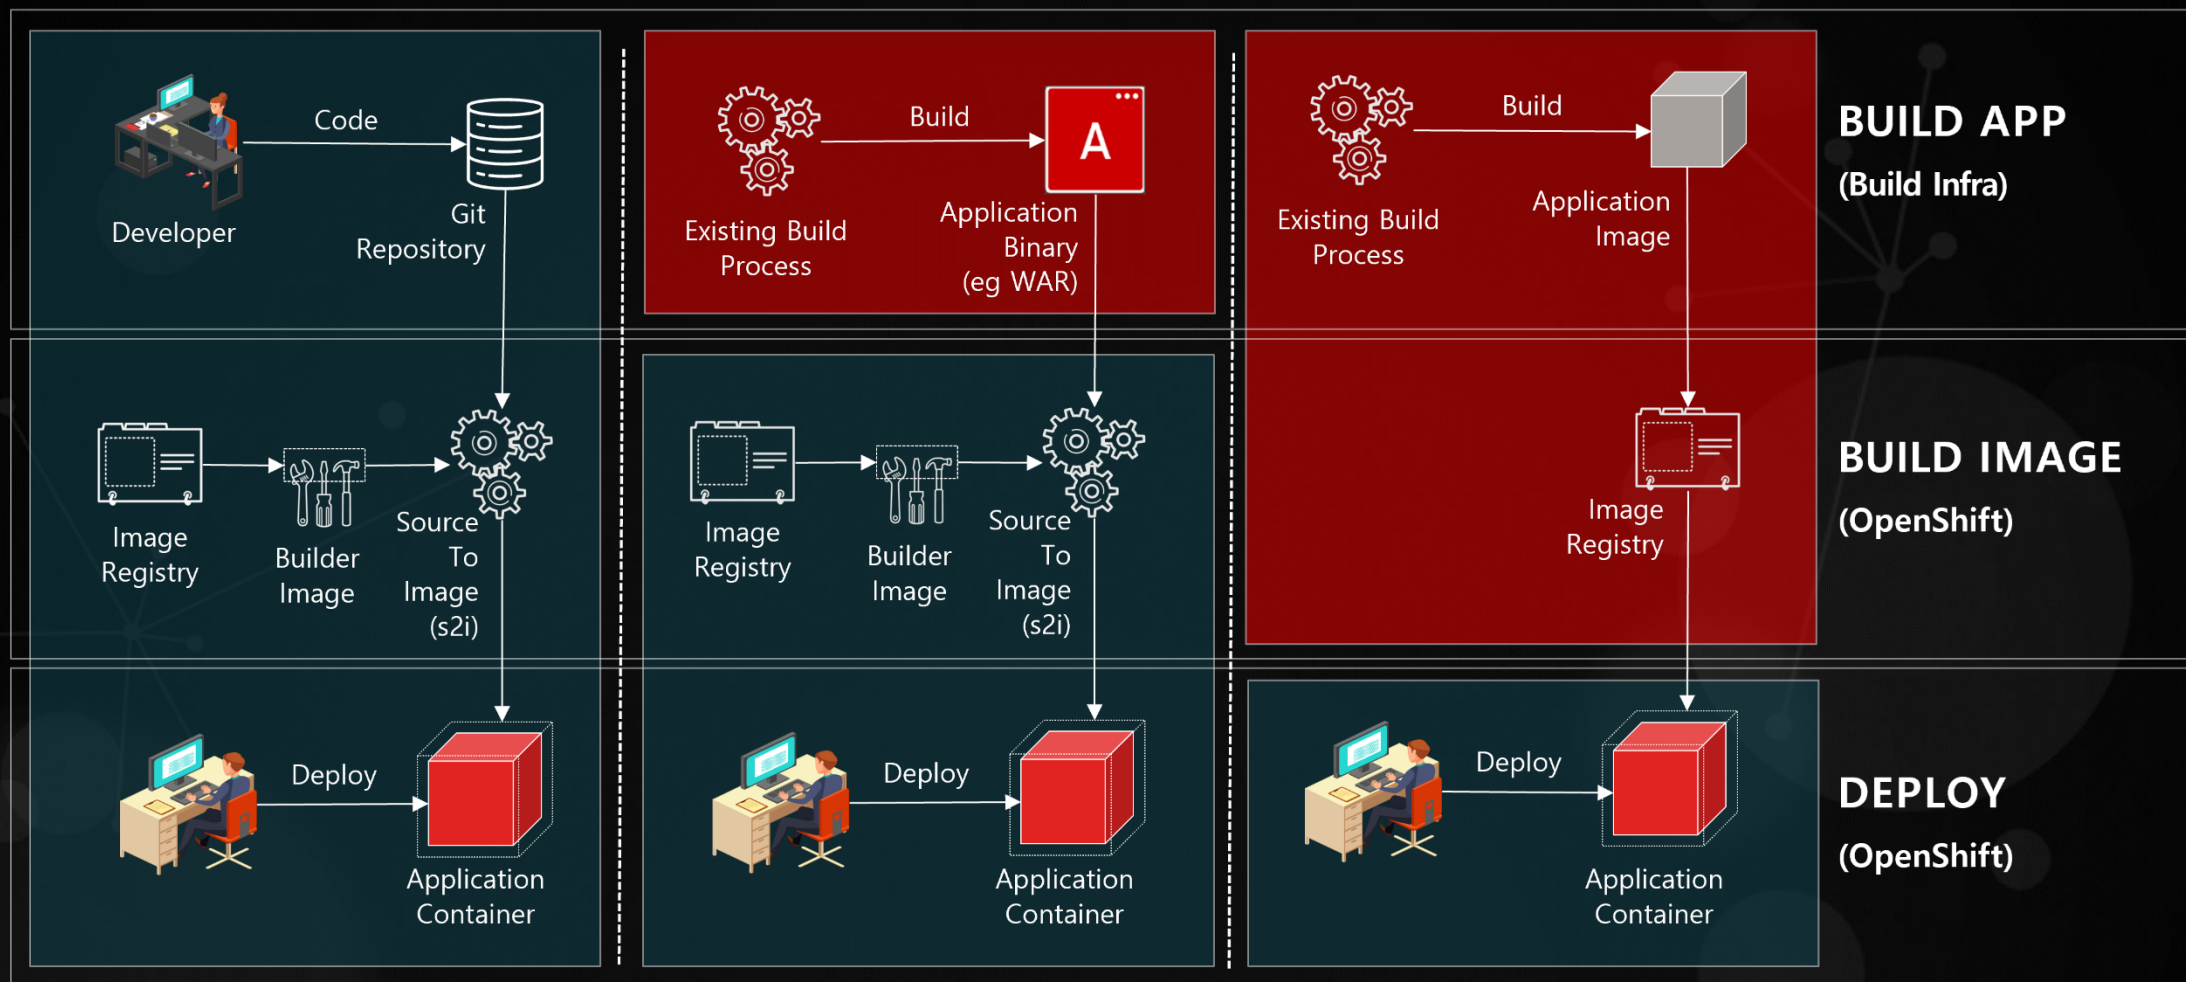 Code
Developer
Git
Repository
Build
A
Existing Build
Process
Application
Binary
(eg WAR)
Build
Existing Build
Process
Application
Image
BUILD APP
(Build Infra)
Image
Registry
Builder
Image
Source
To
Image
(s2i)
Image
Registry
Builder
Image
Source
To
Image
(s2i)
Image
Registry
BUILD IMAGE
(OpenShift)
Deploy
Application
Container
Deploy
Application
Container
Deploy
Application
Container
DEPLOY
(OpenShift)